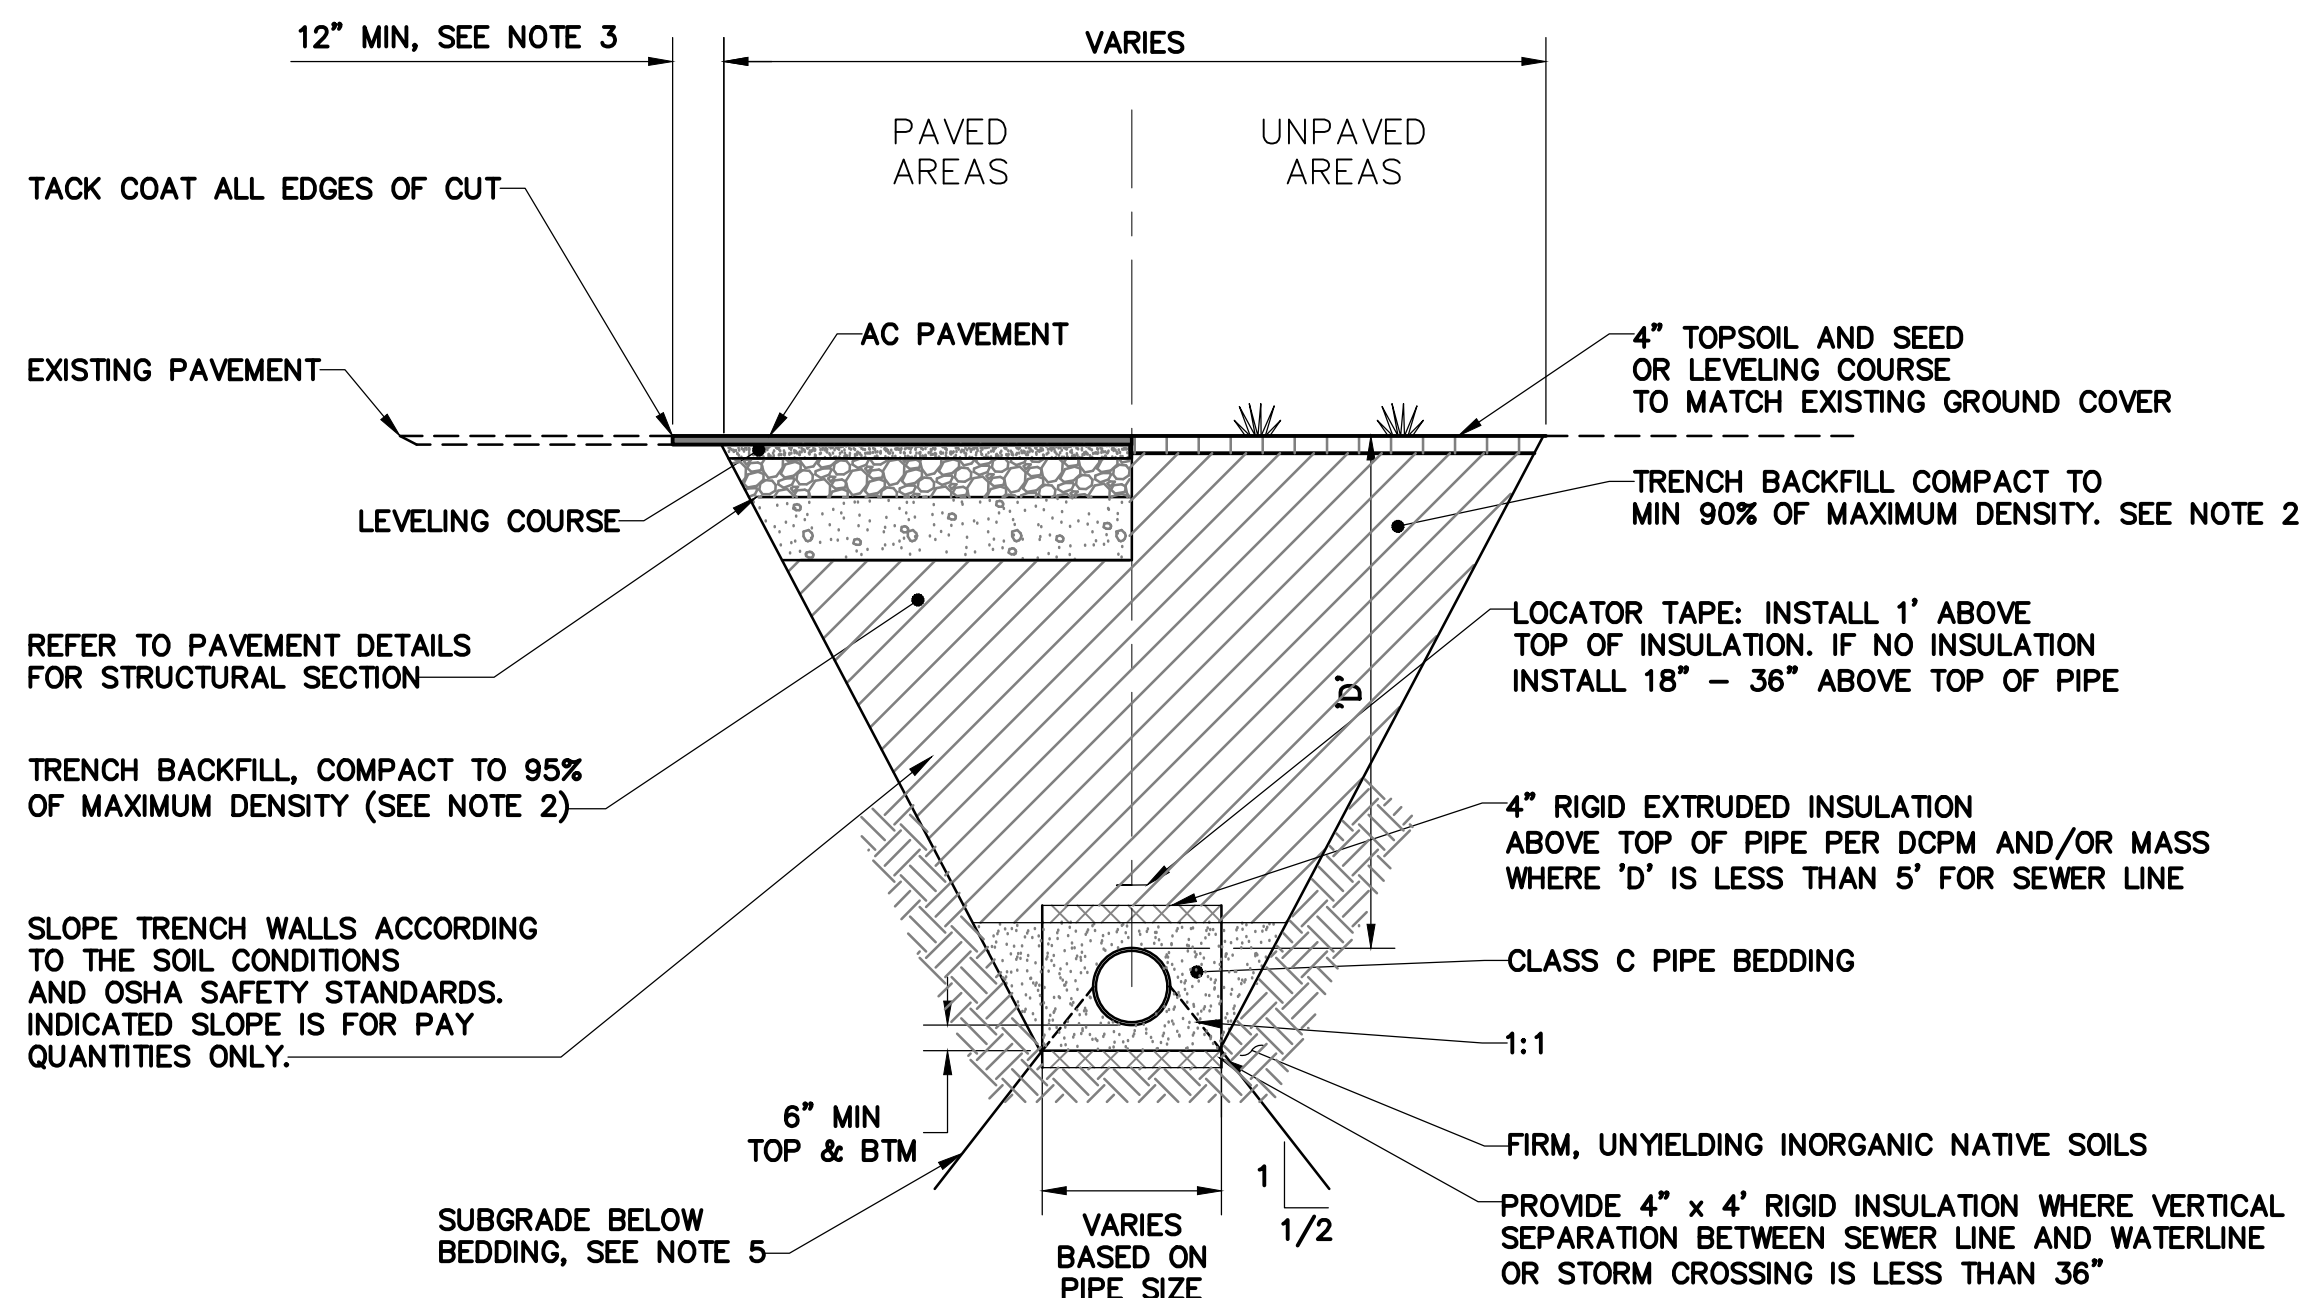 12" MIN, SEE NOTE 3
VARIES
PAVED
AREAS
UNPAVED
AREAS
TACK COAT ALL EDGES OF CUT
AC PAVEMENT
EXISTING PAVEMENT
4" TOPSOIL AND SEED
OR LEVELING COURSE
TO MATCH EXISTING GROUND COVER
LEVELING COURSE
TRENCH BACKFILL COMPACT TO
MIN 90% OF MAXIMUM DENSITY. SEE NOTE 2
REFER TO PAVEMENT DETAILS
FOR STRUCTURAL SECTION
LOCATOR TAPE: INSTALL 1' ABOVE
TOP OF INSULATION. IF NO INSULATION
INSTALL 18" – 36" ABOVE TOP OF PIPE
'D'
TRENCH BACKFILL, COMPACT TO 95%
OF MAXIMUM DENSITY (SEE NOTE 2)
4" RIGID EXTRUDED INSULATION
ABOVE TOP OF PIPE PER DCPM AND/OR MASS
WHERE 'D' IS LESS THAN 5' FOR SEWER LINE
SLOPE TRENCH WALLS ACCORDING
TO THE SOIL CONDITIONS
AND OSHA SAFETY STANDARDS.
INDICATED SLOPE IS FOR PAY
QUANTITIES ONLY.
CLASS C PIPE BEDDING
1:1
6" MIN
TOP & BTM
FIRM, UNYIELDING INORGANIC NATIVE SOILS
1
1/2
SUBGRADE BELOW
BEDDING, SEE NOTE 5
VARIES
BASED ON
PIPE SIZE
PROVIDE 4" x 4' RIGID INSULATION WHERE VERTICAL
SEPARATION BETWEEN SEWER LINE AND WATERLINE
OR STORM CROSSING IS LESS THAN 36"